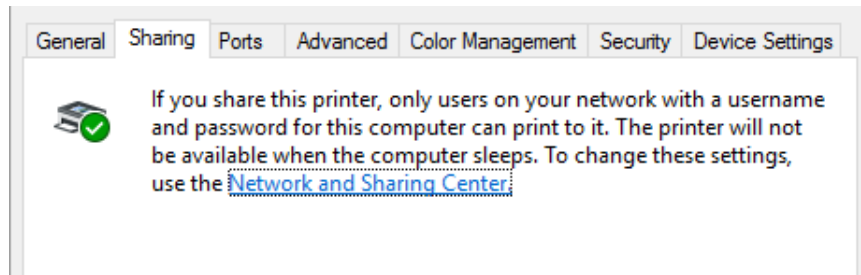 General Sharing Ports Advanced Color Management Security Device Settings
If you share this printer, only users on your network with a username
and password for this computer can print to it. The printer will not
be available when the computer sleeps. To change these settings,
use the Network and Sharing Center.